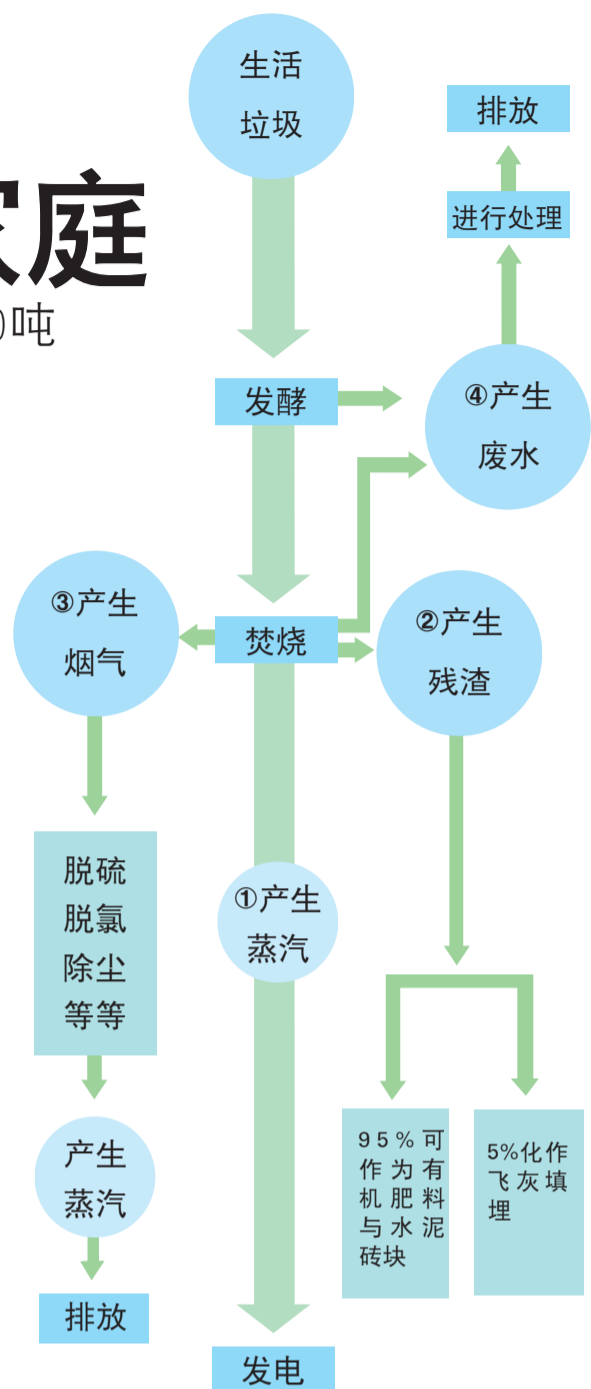 生活
垃圾
排放
进行处理
家庭
0吨
发酵
④产生
废水
③产生
烟气
焚烧
②产生
残渣
脱硫
脱氯
除尘
等等
①产生
蒸汽
产生
蒸汽
排放
95%可
作为有
机肥料
与水泥
砖块
5%化作
飞灰填
埋
发电